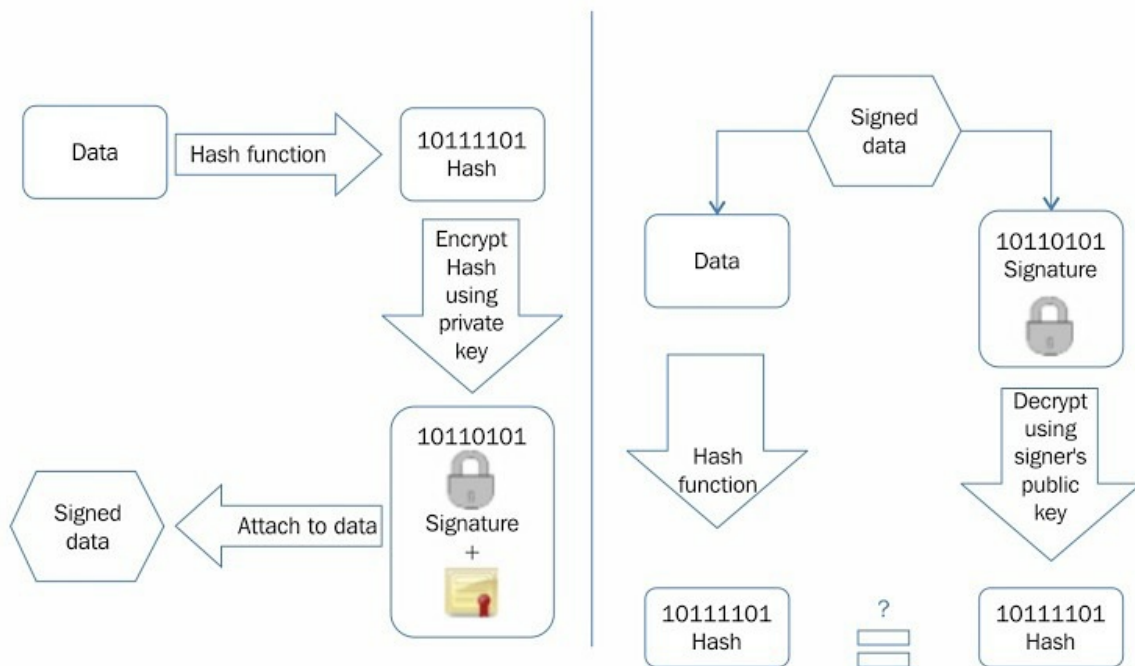 Data
Hash function
10111101
Hash
Encrypt
Hash
using
private
key
10110101
Signature
+
Attach to data
Signed
data
Signed
data
Data
10110101
Signature
Hash
function
Decrypt
using
signer's
public
key
10111101
Hash
?
10111101
Hash